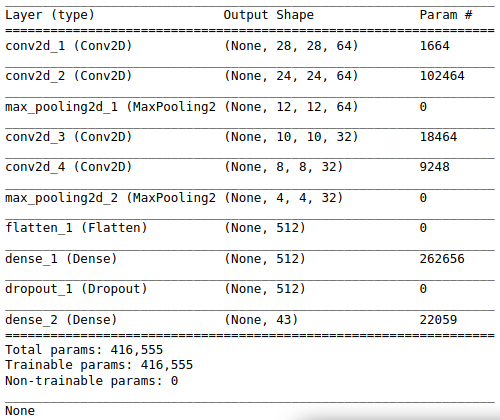 Layer (type) Output Shape Param #
conv2d_1 (Conv2D) (None, 28, 28, 64) 1664
conv2d_2 (Conv2D) (None, 24, 24, 64) 102464
max_pooling2d_1 (MaxPooling2 (None, 12, 12, 64) 0
conv2d_3 (Conv2D) (None, 10, 10, 32) 18464
conv2d_4 (Conv2D) (None, 8, 8, 32) 9248
max_pooling2d_2 (MaxPooling2 (None, 4, 4, 32) 0
flatten_1 (Flatten) (None, 512) 0
dense_1 (Dense) (None, 512) 262656
dropout_1 (Dropout) (None, 512) 0
dense_2 (Dense) (None, 43) 22059
Total params: 416,555
Trainable params: 416,555
Non-trainable params: 0
None